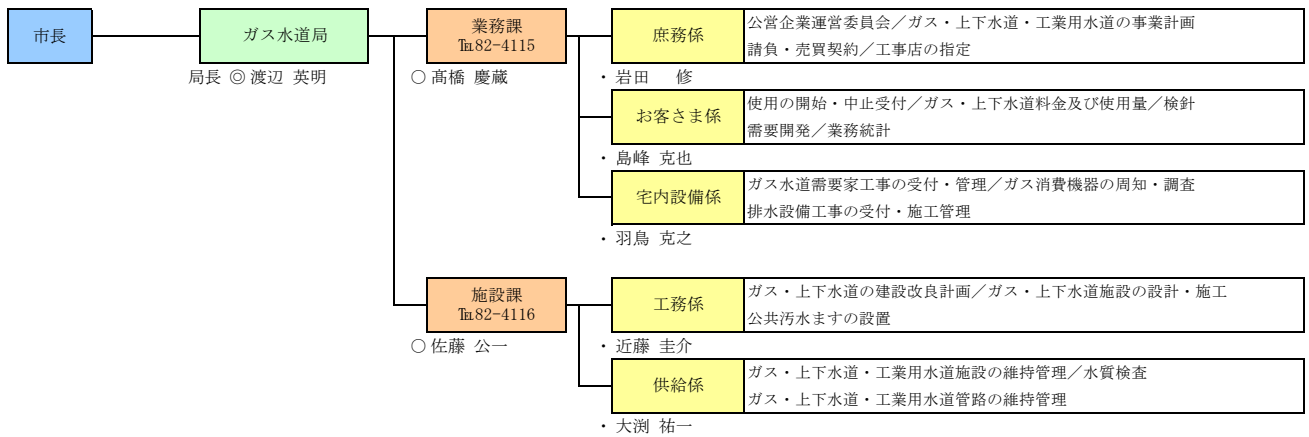 市長
ガス水道局
局長 ◎ 渡辺 英明
業務課
℡82-4115
○ 髙橋 慶蔵
庶務係
公営企業運営委員会／ガス・上下水道・工業用水道の事業計画
請負・売買契約／工事店の指定
・ 岩田　修
お客さま係
使用の開始・中止受付／ガス・上下水道料金及び使用量／検針
需要開発／業務統計
・ 島峰 克也
宅内設備係
ガス水道需要家工事の受付・管理／ガス消費機器の周知・調査
排水設備工事の受付・施工管理
・ 羽鳥 克之
施設課
℡82-4116
○ 佐藤 公一
工務係
ガス・上下水道の建設改良計画／ガス・上下水道施設の設計・施工
公共汚水ますの設置
・ 近藤 圭介
供給係
ガス・上下水道・工業用水道施設の維持管理／水質検査
ガス・上下水道・工業用水道管路の維持管理
・ 大渕 祐一